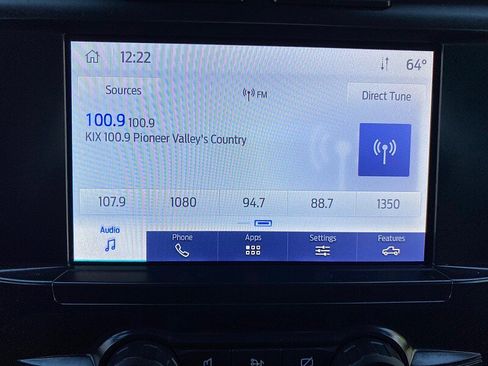 12:22
64°
Sources
FM
Direct Tune
100.9 100.9
KIX 100.9 Pioneer Valley's Country
107.9 1080 94.7 88.7 1350
Audio Phone Apps Settings Features